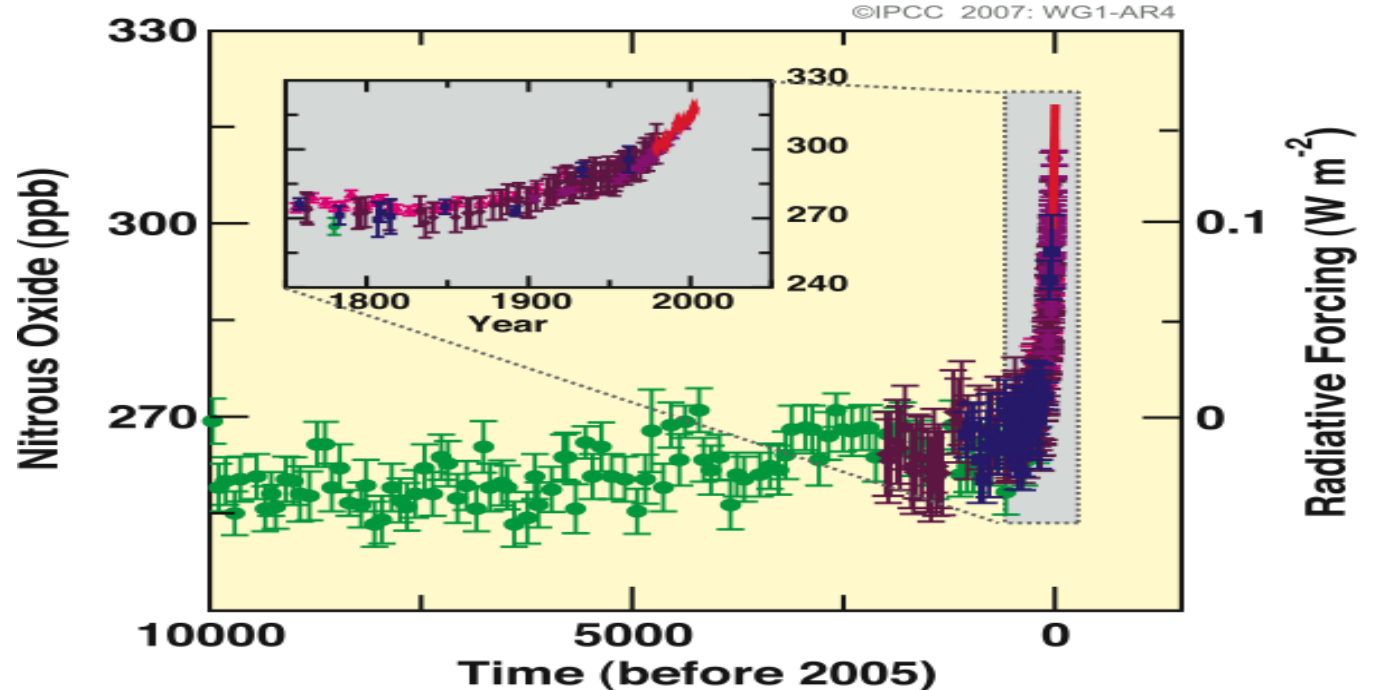 ©IPCC 2007: WG1-AR4
330
300
270
Nitrous Oxide (ppb)
330
300
270
240
1800 1900 2000
Year
0.1
0
Radiative Forcing (W m-2)
10000 5000 0
Time (before 2005)